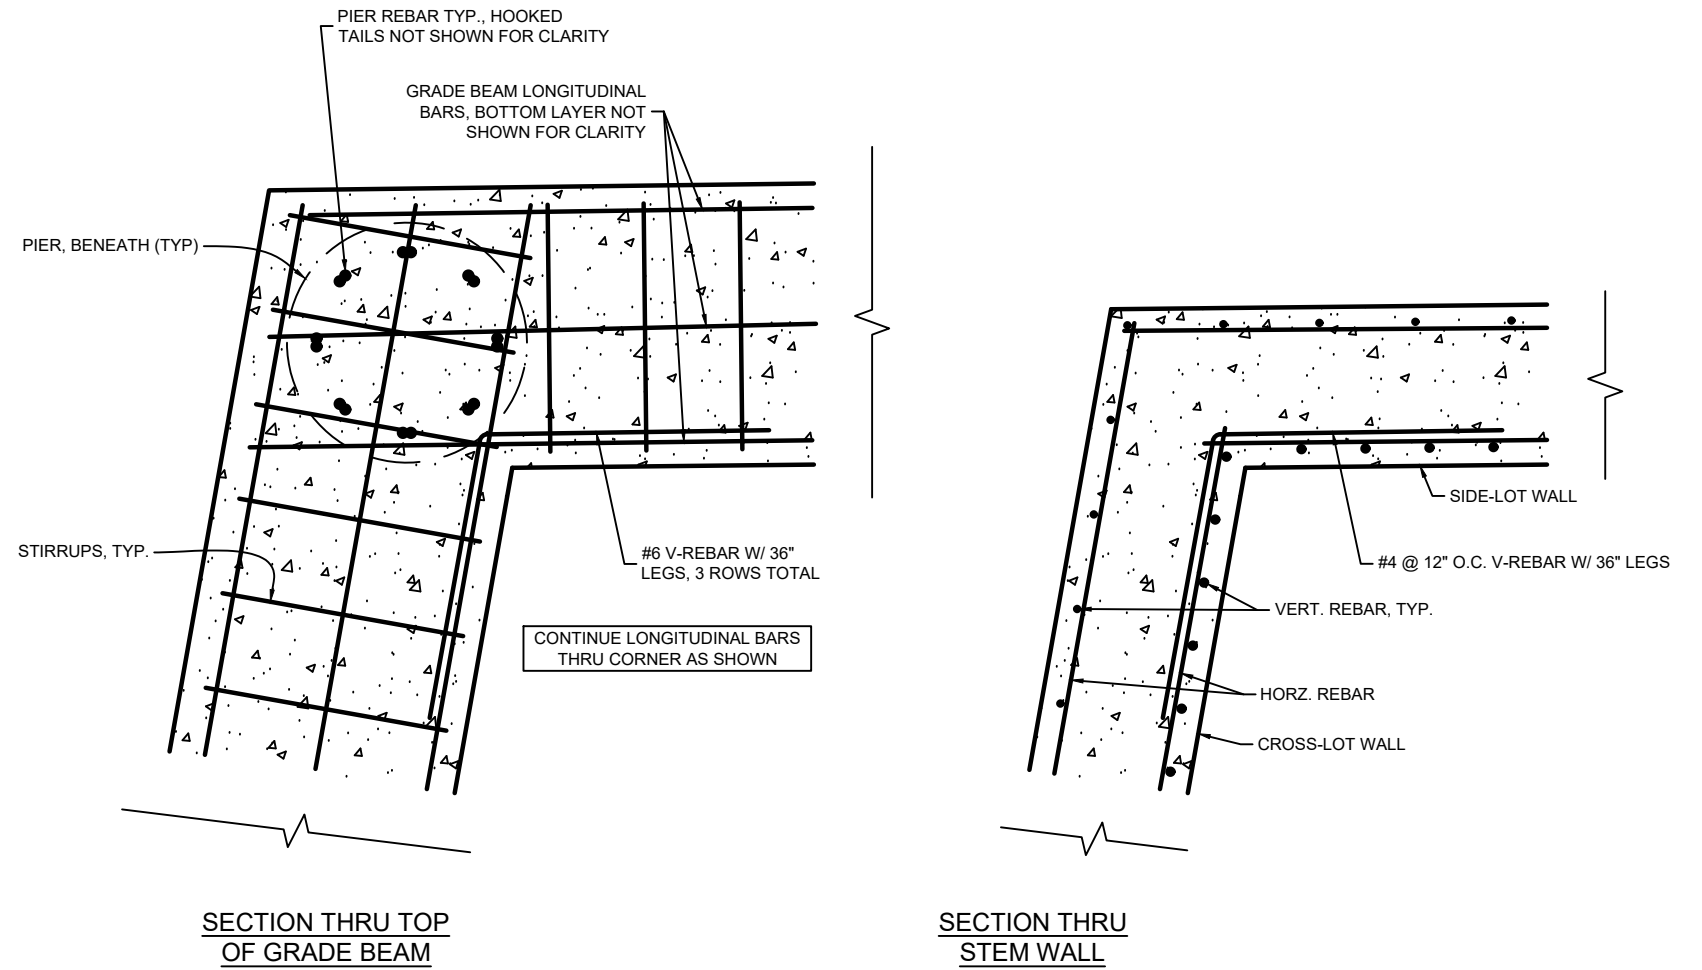 PIER REBAR TYP., HOOKED
TAILS NOT SHOWN FOR CLARITY
GRADE BEAM LONGITUDINAL
BARS, BOTTOM LAYER NOT
SHOWN FOR CLARITY
PIER, BENEATH (TYP)
STIRRUPS, TYP.
#6 V-REBAR W/ 36"
LEGS, 3 ROWS TOTAL
CONTINUE LONGITUDINAL BARS
THRU CORNER AS SHOWN
SECTION THRU TOP
OF GRADE BEAM
SIDE-LOT WALL
#4 @ 12" O.C. V-REBAR W/ 36" LEGS
VERT. REBAR, TYP.
HORZ. REBAR
CROSS-LOT WALL
SECTION THRU
STEM WALL